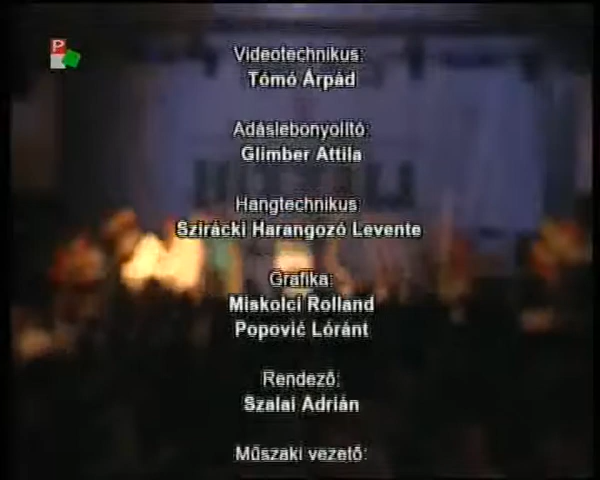 P
Videotechnikus:
Tómó Árpád
Adáslebonyolító:
Glimber Attila
Hangtechnikus:
Szirácki Harangozó Levente
Grafika:
Miskolci Rolland
Popović Lóránt
Rendező:
Szalai Adrián
Műszaki vezető: